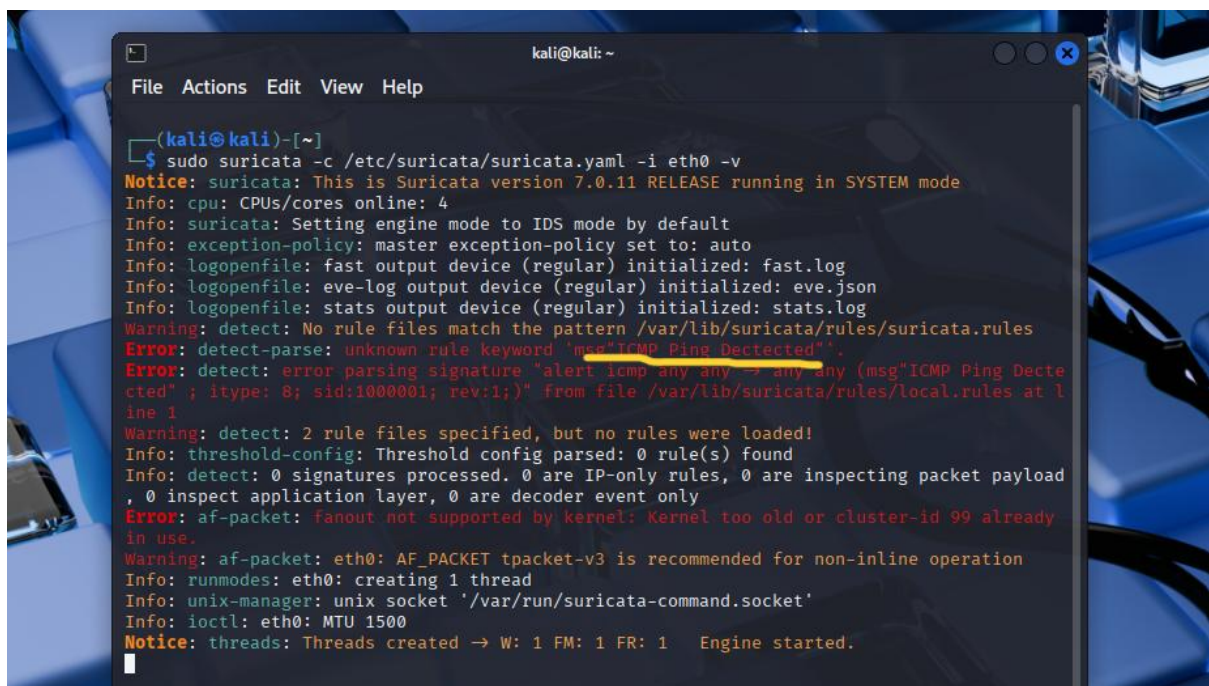 kali@kali: ~
File Actions Edit View Help
┌──(kali㉿kali)-[~]
└─$ sudo suricata -c /etc/suricata/suricata.yaml -i eth0 -v
Notice: suricata: This is Suricata version 7.0.11 RELEASE running in SYSTEM mode
Info: cpu: CPUs/cores online: 4
Info: suricata: Setting engine mode to IDS mode by default
Info: exception-policy: master exception-policy set to: auto
Info: logopenfile: fast output device (regular) initialized: fast.log
Info: logopenfile: eve-log output device (regular) initialized: eve.json
Info: logopenfile: stats output device (regular) initialized: stats.log
Warning: detect: No rule files match the pattern /var/lib/suricata/rules/suricata.rules
Error: detect-parse: unknown rule keyword 'msg"ICMP Ping Dectected"'.
Error: detect: error parsing signature "alert icmp any any → any any (msg"ICMP Ping Decte
cted" ; itype: 8; sid:1000001; rev:1;)" from file /var/lib/suricata/rules/local.rules at l
ine 1
Warning: detect: 2 rule files specified, but no rules were loaded!
Info: threshold-config: Threshold config parsed: 0 rule(s) found
Info: detect: 0 signatures processed. 0 are IP-only rules, 0 are inspecting packet payload
, 0 inspect application layer, 0 are decoder event only
Error: af-packet: fanout not supported by kernel: Kernel too old or cluster-id 99 already
in use.
Warning: af-packet: eth0: AF_PACKET tpacket-v3 is recommended for non-inline operation
Info: runmodes: eth0: creating 1 thread
Info: unix-manager: unix socket '/var/run/suricata-command.socket'
Info: ioctl: eth0: MTU 1500
Notice: threads: Threads created → W: 1 FM: 1 FR: 1   Engine started.